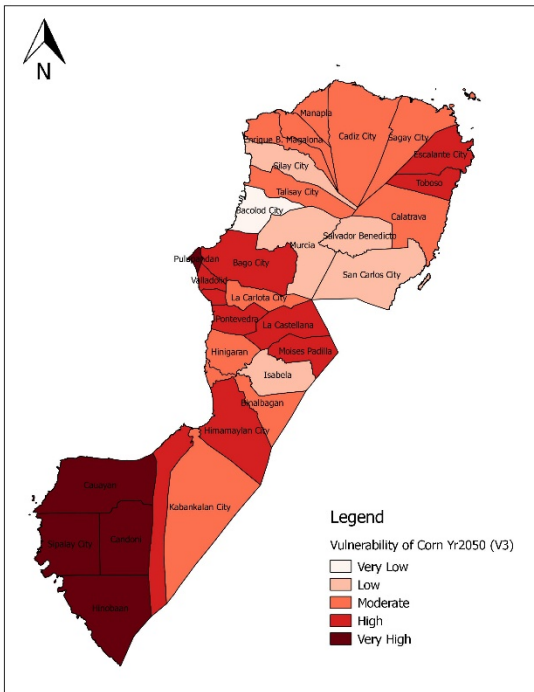 N
Manapla
Enrique B. Magalona
Cadiz City
Sagay City
Escalante City
Silay City
Toboso
Talisay City
Bacolod City
Calatrava
Salvador Benedicto
Murcia
Pulupandan
Bago City
San Carlos City
Valladolid
La Carlota City
Pontevedra
La Castellana
Hinigaran
Moises Padilla
Isabela
Binalbagan
Himamaylan City
Cauayan
Kabankalan City
Sipalay City
Candoni
Hinobaan
Legend
Vulnerability of Corn Yr2050 (V3)
Very Low
Low
Moderate
High
Very High